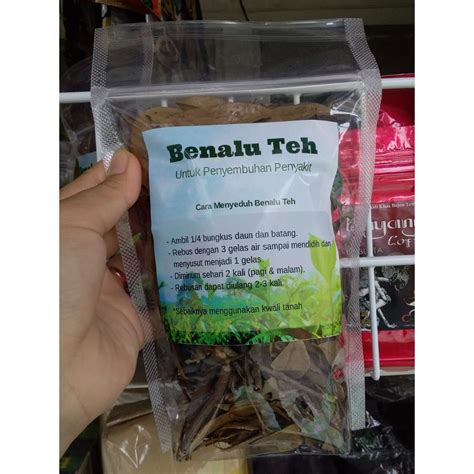 Benalu Teh
Untuk Penyembuhan Penyakit
Cara Menyeduh Benalu Teh
- Ambil 1/4 bungkus daun dan batang.
- Rebus dengan 3 gelas air sampai mendidih dan
menyusut menjadi 1 gelas.
- Diminum sehari 2 kali (pagi & malam).
- Rebusan dapat diulang 2-3 kali.
*Sebaiknya menggunakan kwali tanah